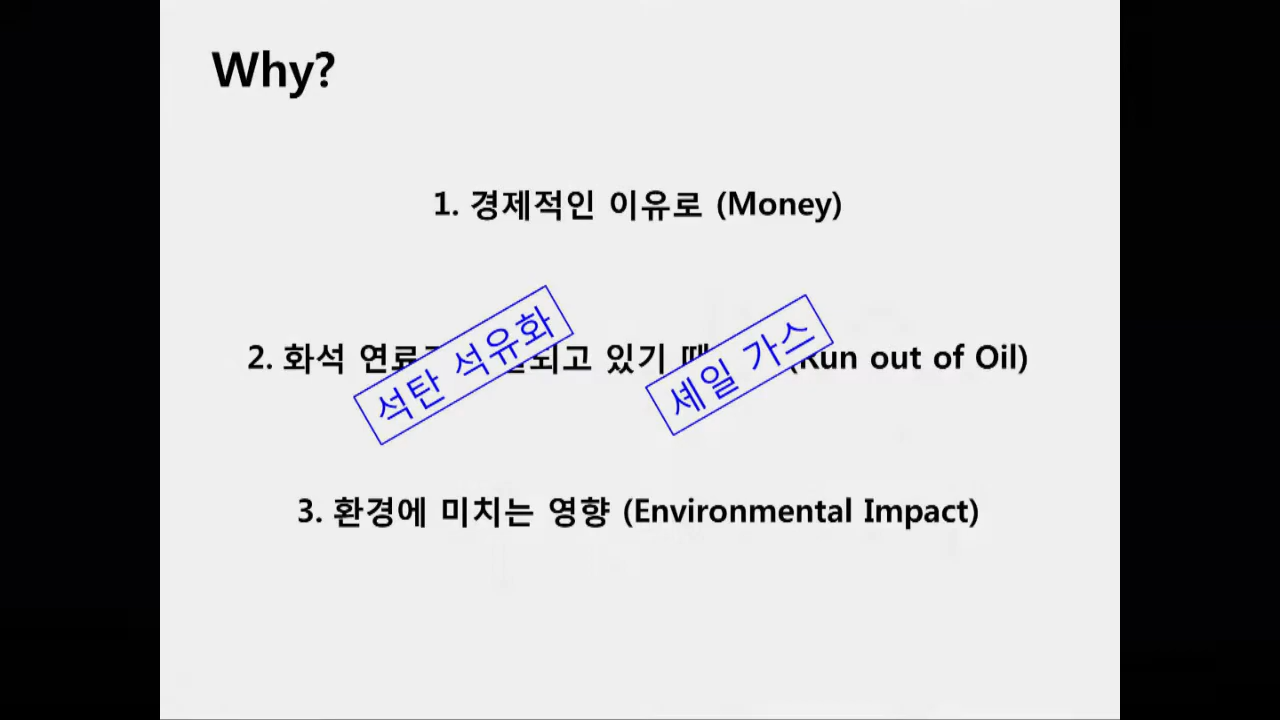 Why?
1. 경제적인 이유로 (Money)
2. 화석 연료 되고 있기 (Run out of Oil)
석탄 석유화
셰일 가스
3. 환경에 미치는 영향 (Environmental Impact)